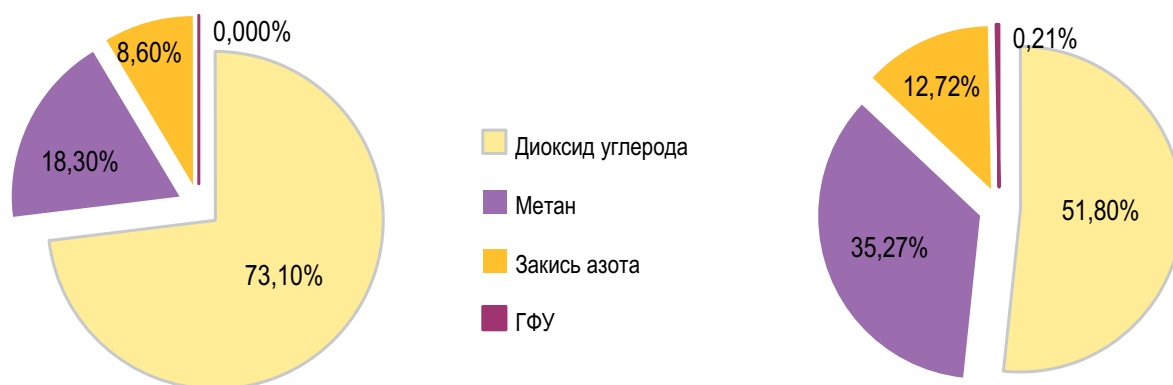 8,60%
0,000%
18,30%
73,10%
Диоксид углерода
Метан
Закись азота
ГФУ
0,21%
12,72%
51,80%
35,27%